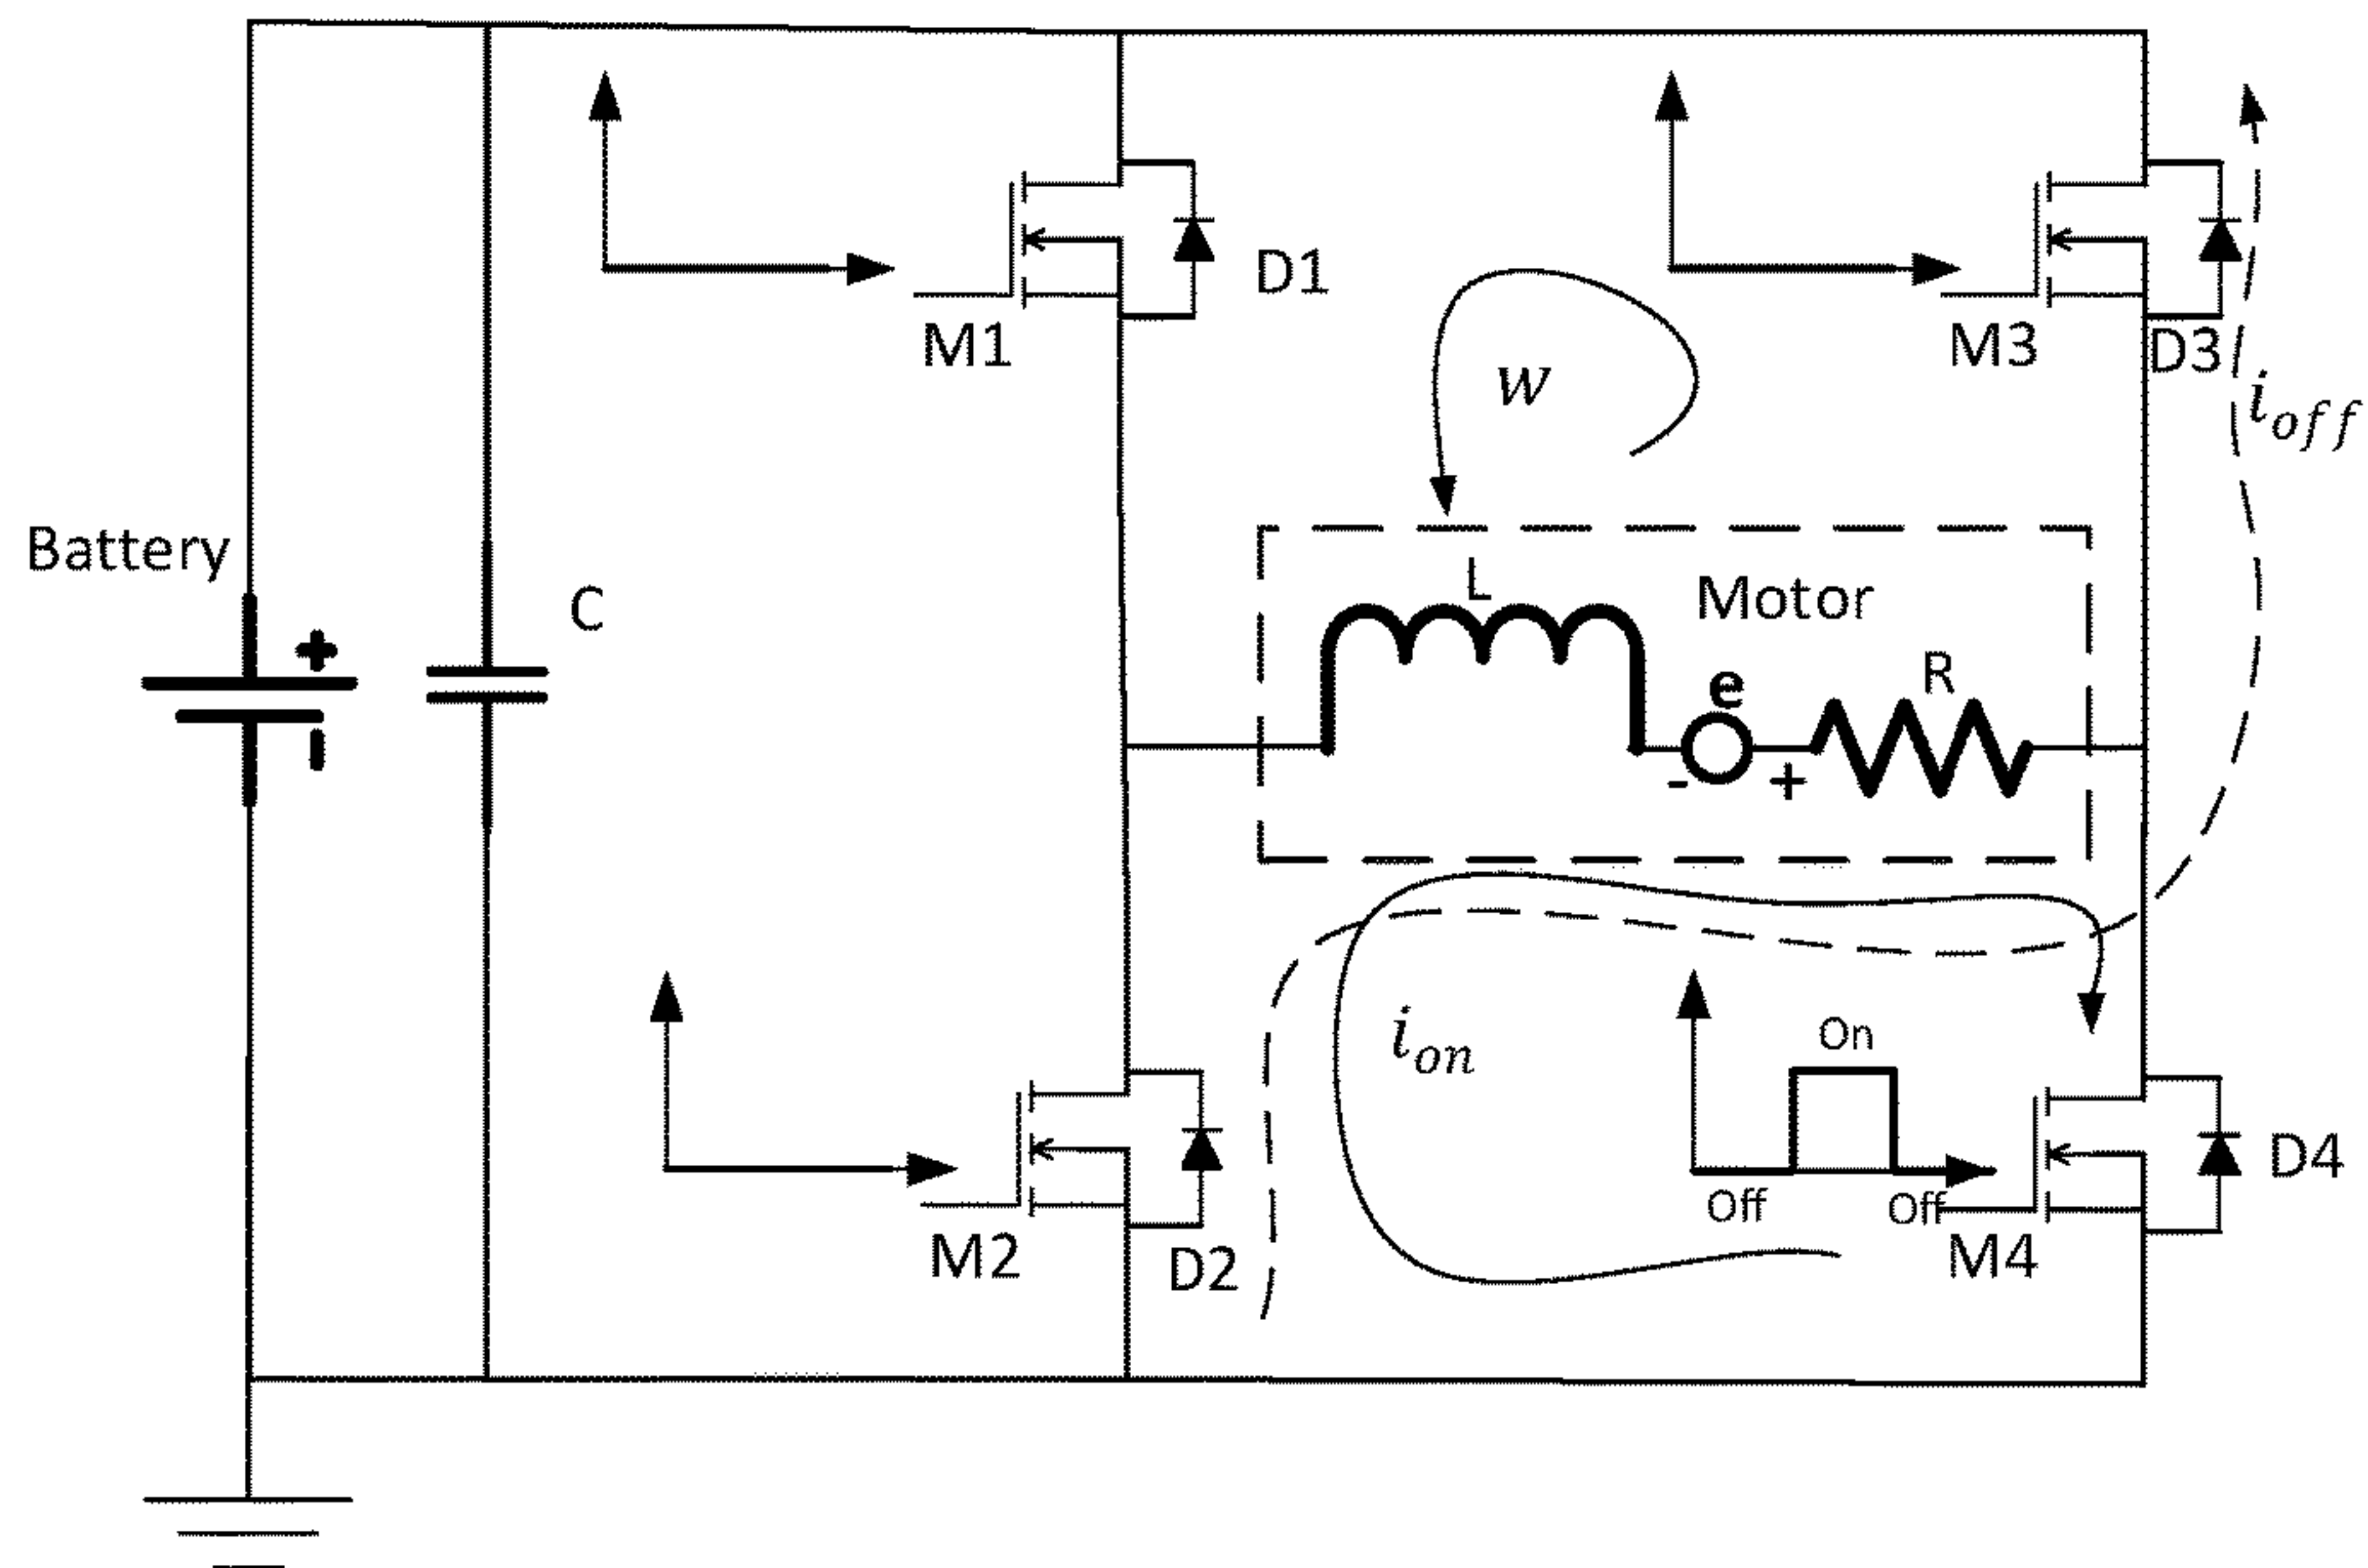 D1
M1
M3
D3
w
i_off
Battery
+
-
C
L
Motor
e
R
-
+
i_on
On
Off
Off
M2
D2
M4
D4